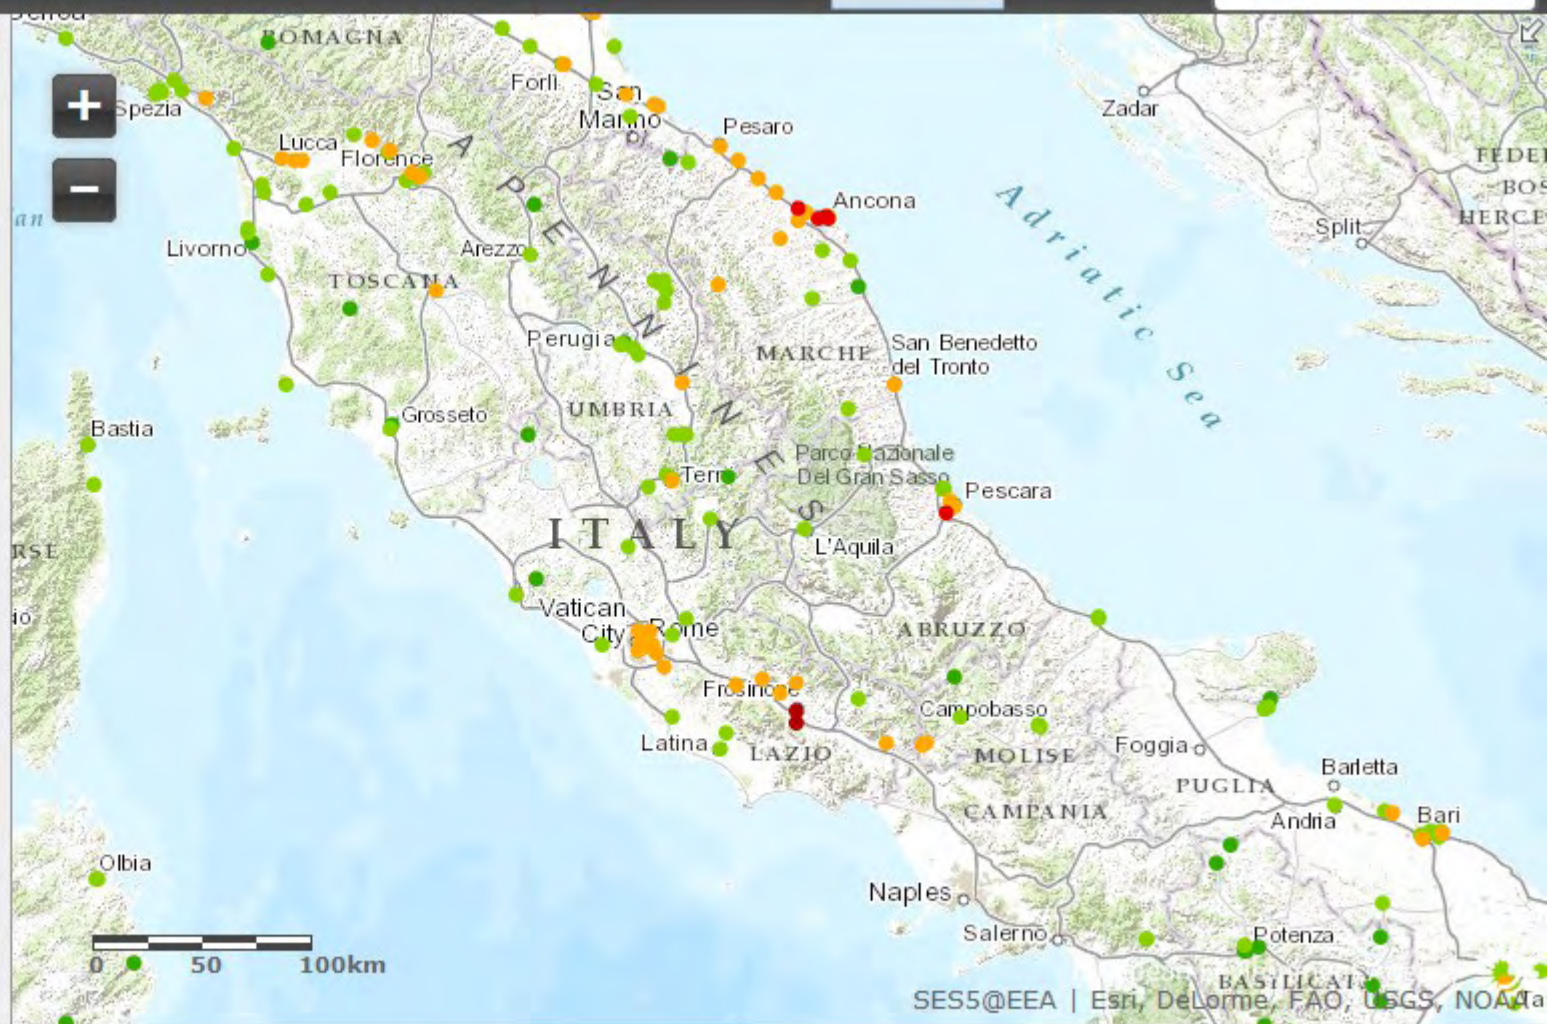 ROMAGNA
Forlì
San
Marino
Pesaro
Zadar
Spezia
Lucca
Florence
Ancona
Adriatic Sea
Split
HERCE
Livorno
Arezzo
TOSCANA
APENNINES
Perugia
MARCHE
San Benedetto
del Tronto
Bastia
Grosseto
UMBRIA
Parco Nazionale
Del Gran Sasso
Terni
Pescara
ITALY
L'Aquila
RSE
Vatican
City
Rome
ABRUZZO
Frosinone
Campobasso
Latina
LAZIO
MOLISE
Foggia
PUGLIA
Barletta
CAMPANIA
Andria
Bari
Olbia
Naples
Salerno
Potenza
0 50 100km
BASILICATA
SES5@EEA | Esri, DeLorme, FAO, USGS, NOAA